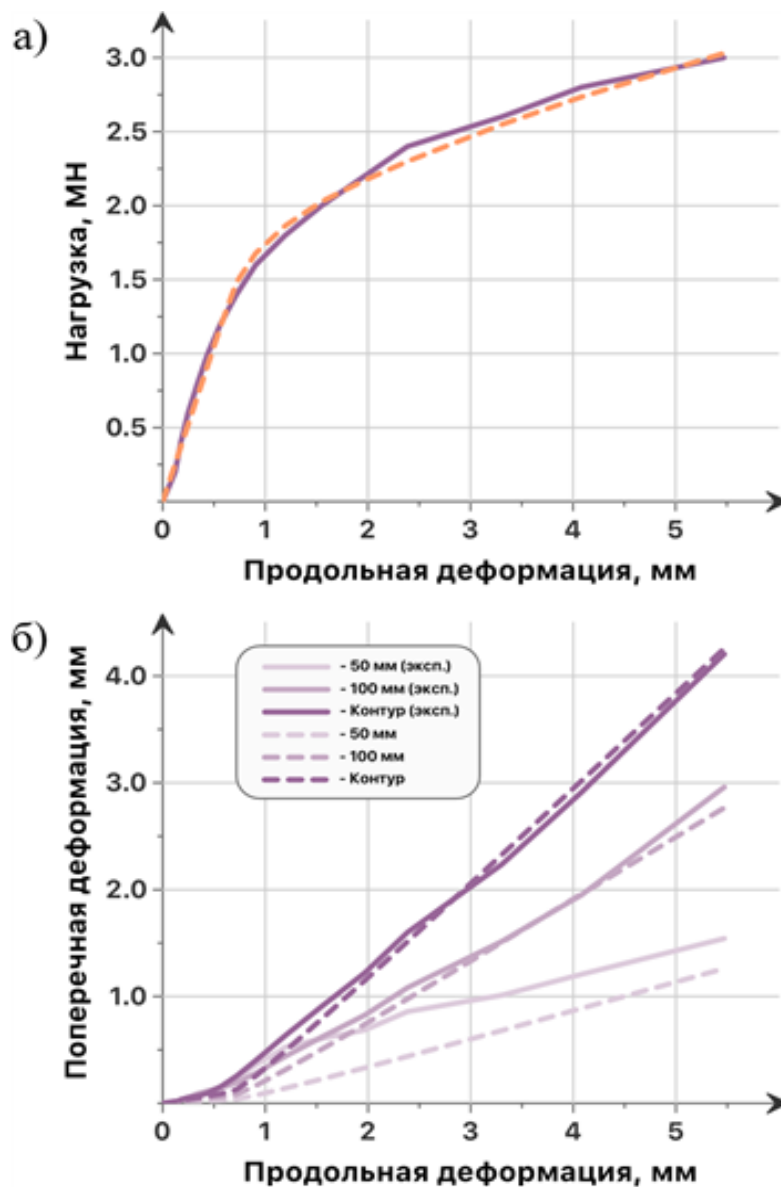 а)
Нагрузка, МН
3.0
2.5
2.0
1.5
1.0
0.5
0 1 2 3 4 5
Продольная деформация, мм
б)
Поперечная деформация, мм
4.0
3.0
2.0
1.0
- 50 мм (эксп.)
- 100 мм (эксп.)
- Контур (эксп.)
- 50 мм
- 100 мм
- Контур
0 1 2 3 4 5
Продольная деформация, мм